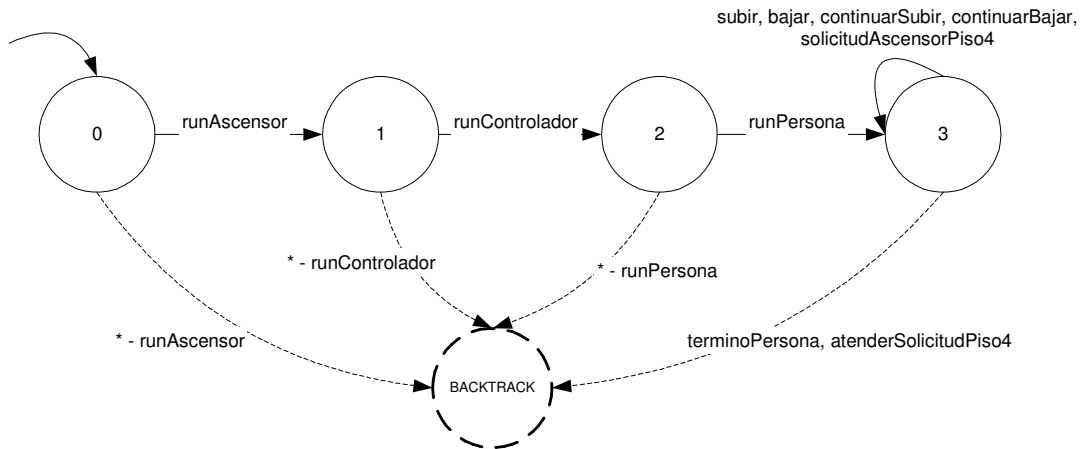 subir, bajar, continuarSubir, continuarBajar,
solicitudAscensorPiso4
0
runAscensor
1
runControlador
2
runPersona
3
* - runControlador
* - runPersona
* - runAscensor
terminoPersona, atenderSolicitudPiso4
BACKTRACK